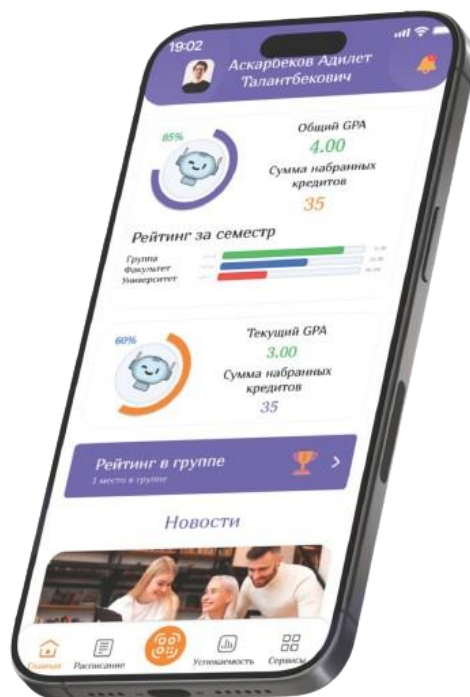 19:02
Аскарбеков Адилет
Талантбекович
85%
Общий GPA
4.00
Сумма набранных
кредитов
35
Рейтинг за семестр
Группа
Факультет
Университет
60%
Текущий GPA
3.00
Сумма набранных
кредитов
35
Рейтинг в группе
1 место в группе
Новости
Главная
Расписание
Успеваемость
Сервисы